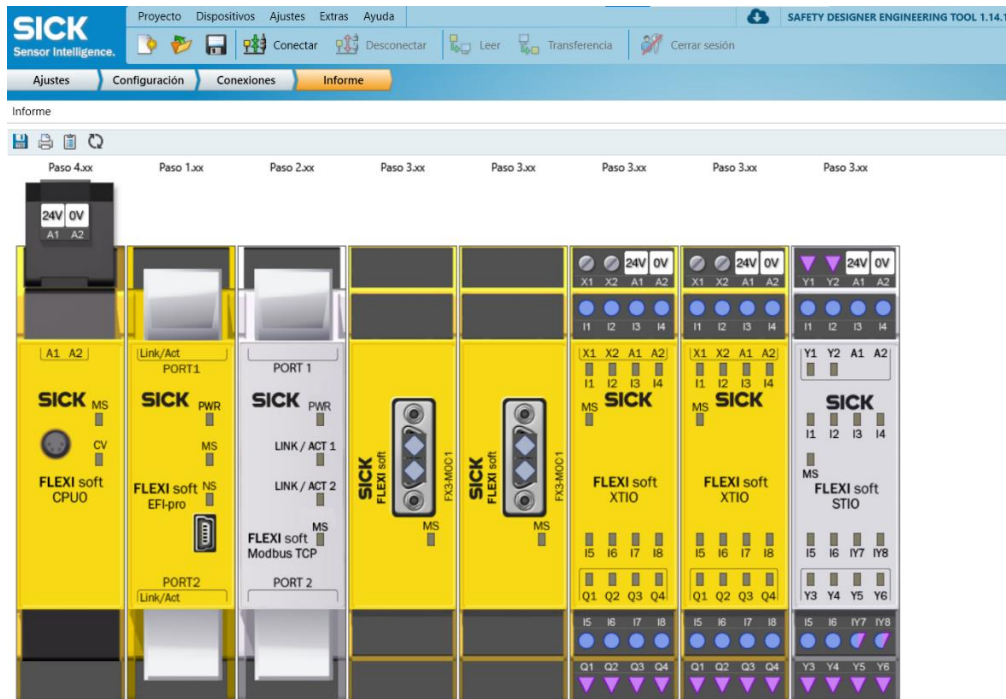 SICK
Sensor Intelligence.
Proyecto Dispositivos Ajustes Extras Ayuda
SAFETY DESIGNER ENGINEERING TOOL 1.14.1
Conectar Desconectar Leer Transferencia Cerrar sesión
Ajustes Configuración Conexiones Informe
Informe
Paso 4.xx Paso 1.xx Paso 2.xx Paso 3.xx Paso 3.xx Paso 3.xx Paso 3.xx Paso 3.xx
24V 0V
A1 A2
A1 A2
SICK
MS
CV
FLEXI soft
CPU0
Link/Act
PORT1
SICK
PWR
MS
FLEXI soft NS
EFI-pro
PORT2
Link/Act
PORT 1
SICK
PWR
LINK / ACT 1
LINK / ACT 2
MS
FLEXI soft
Modbus TCP
PORT 2
SICK
FLEXI soft
FX3-MOC1
MS
SICK
FLEXI soft
FX3-MOC1
MS
24V 0V
X1 X2 A1 A2
I1 I2 I3 I4
X1 X2 A1 A2
I1 I2 I3 I4
MS SICK
FLEXI soft
XTIO
I5 I6 I7 I8
Q1 Q2 Q3 Q4
I5 I6 I7 I8
Q1 Q2 Q3 Q4
24V 0V
X1 X2 A1 A2
I1 I2 I3 I4
X1 X2 A1 A2
I1 I2 I3 I4
MS SICK
FLEXI soft
XTIO
I5 I6 I7 I8
Q1 Q2 Q3 Q4
I5 I6 I7 I8
Q1 Q2 Q3 Q4
24V 0V
Y1 Y2 A1 A2
I1 I2 I3 I4
Y1 Y2 A1 A2
SICK
I1 I2 I3 I4
MS
FLEXI soft
STIO
I5 I6 IY7 IY8
Y3 Y4 Y5 Y6
I5 I6 IY7 IY8
Y3 Y4 Y5 Y6